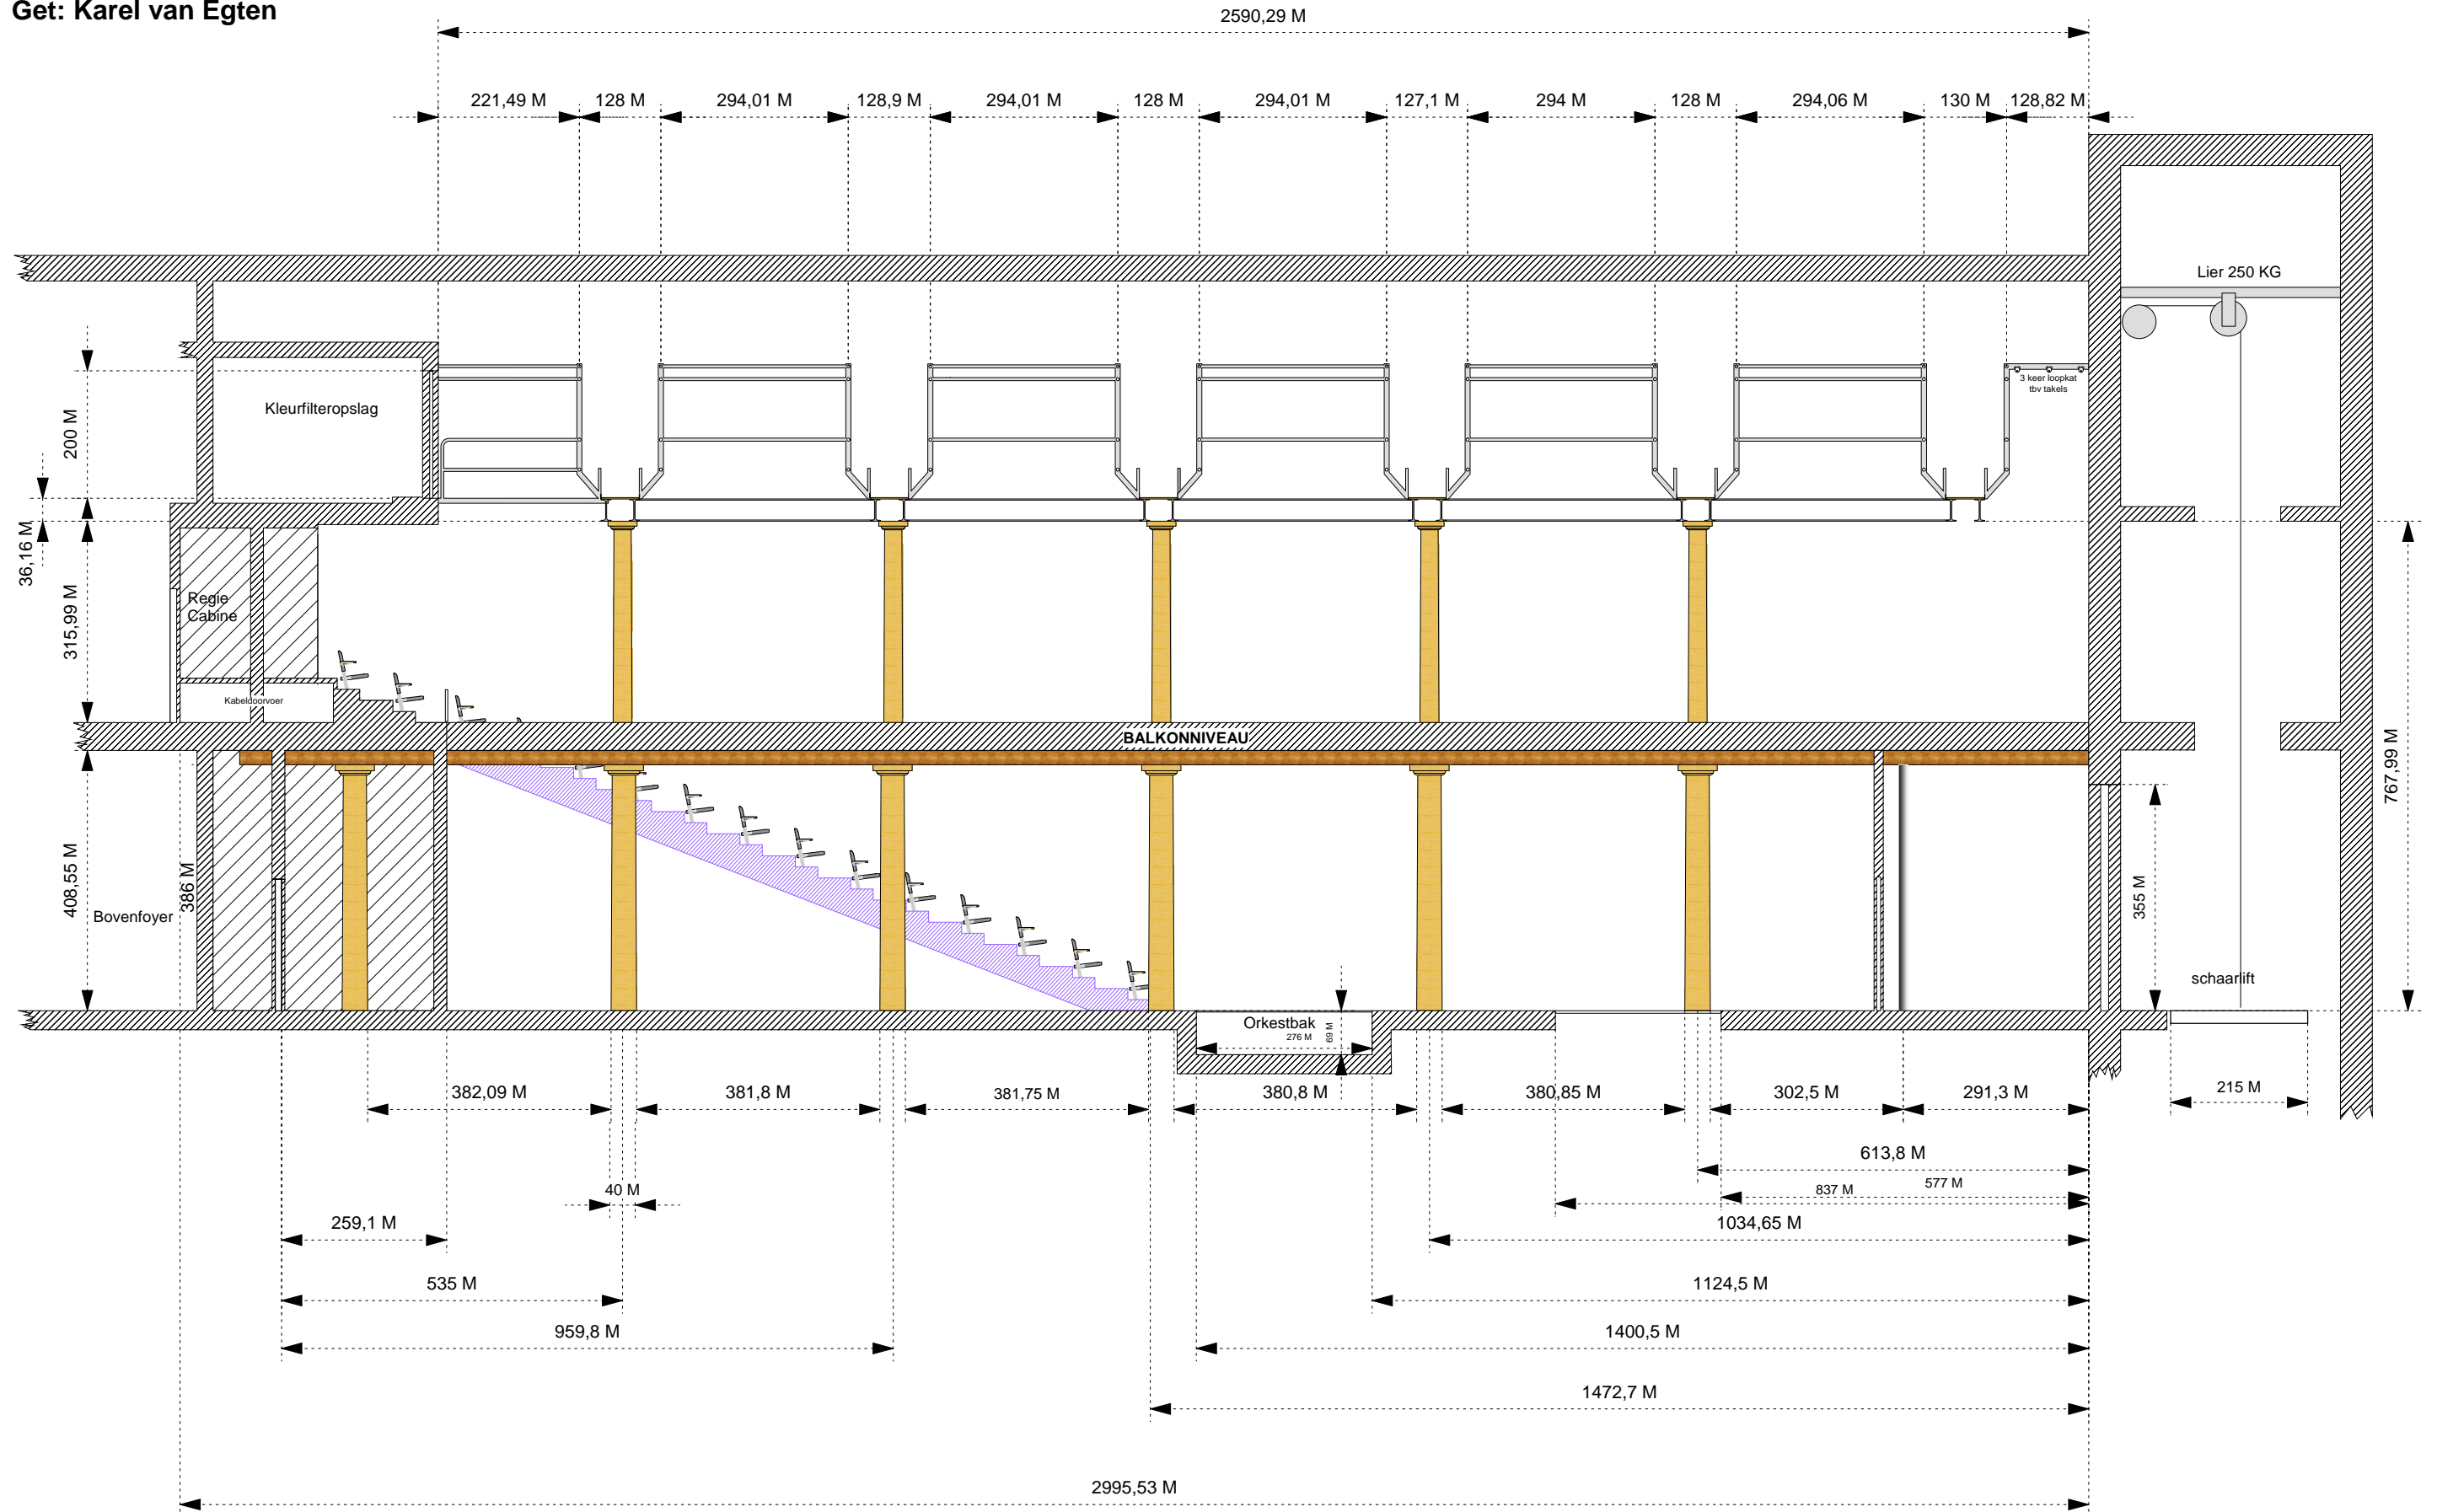 Get: Karel van Egten
2590,29 M
221,49 M
128 M
294,01 M
128,9 M
294,01 M
128 M
294,01 M
127,1 M
294 M
128 M
294,06 M
130 M
128,82 M
Lier 250 KG
3 keer loopkat
tbv takels
Kleurfilteropslag
200 M
36,16 M
315,99 M
Regie
Cabine
Kabeldoorvoer
BALKONNIVEAU
767,99 M
408,55 M
386 M
Bovenfoyer
355 M
schaarlift
Orkestbak
276 M
69 M
382,09 M
381,8 M
381,75 M
380,8 M
380,85 M
302,5 M
291,3 M
215 M
613,8 M
40 M
837 M
577 M
259,1 M
1034,65 M
535 M
1124,5 M
959,8 M
1400,5 M
1472,7 M
2995,53 M